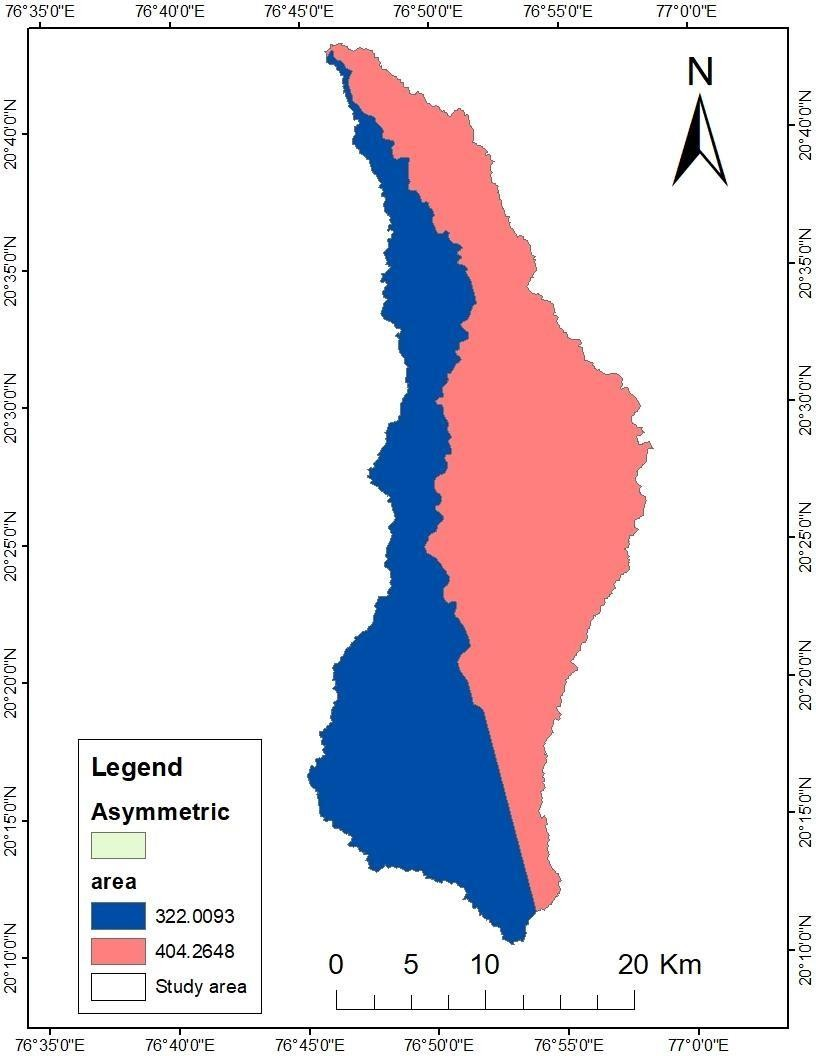 76°35'0"E 76°40'0"E 76°45'0"E 76°50'0"E 76°55'0"E 77°0'0"E
N
20°40'0"N 20°40'0"N
20°35'0"N 20°35'0"N
20°30'0"N 20°30'0"N
20°25'0"N 20°25'0"N
20°20'0"N 20°20'0"N
20°15'0"N 20°15'0"N
20°10'0"N 20°10'0"N
Legend
Asymmetric
area
322.0093
404.2648
Study area
0 5 10 20 Km
76°35'0"E 76°40'0"E 76°45'0"E 76°50'0"E 76°55'0"E 77°0'0"E